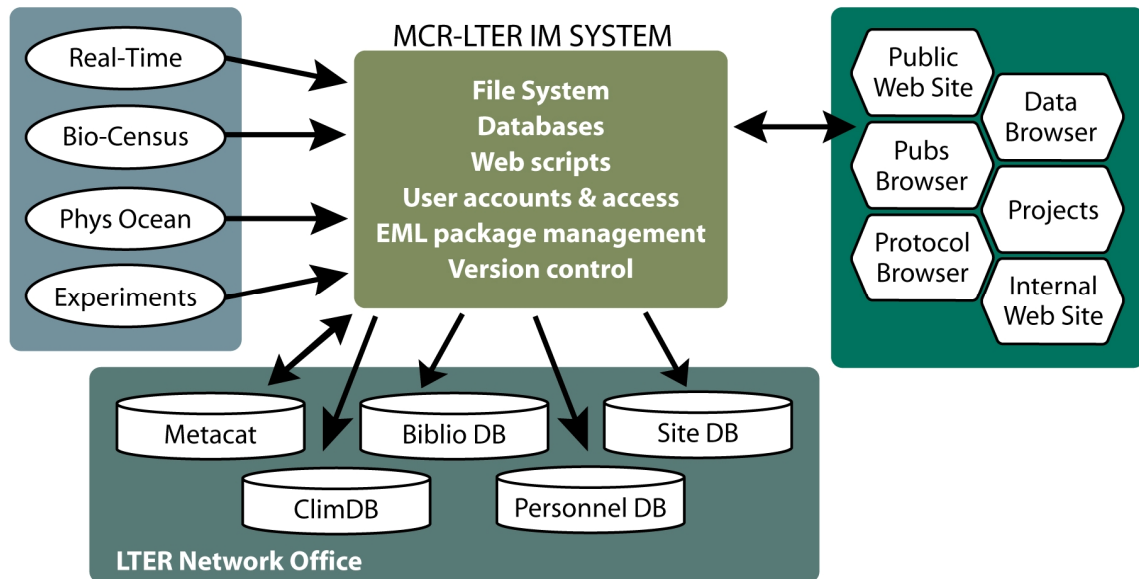 MCR-LTER IM SYSTEM
Real-Time
Bio-Census
Phys Ocean
Experiments
File System
Databases
Web scripts
User accounts & access
EML package management
Version control
Public
Web Site
Data
Browser
Pubs
Browser
Projects
Protocol
Browser
Internal
Web Site
Metacat
Biblio DB
Site DB
ClimDB
Personnel DB
LTER Network Office